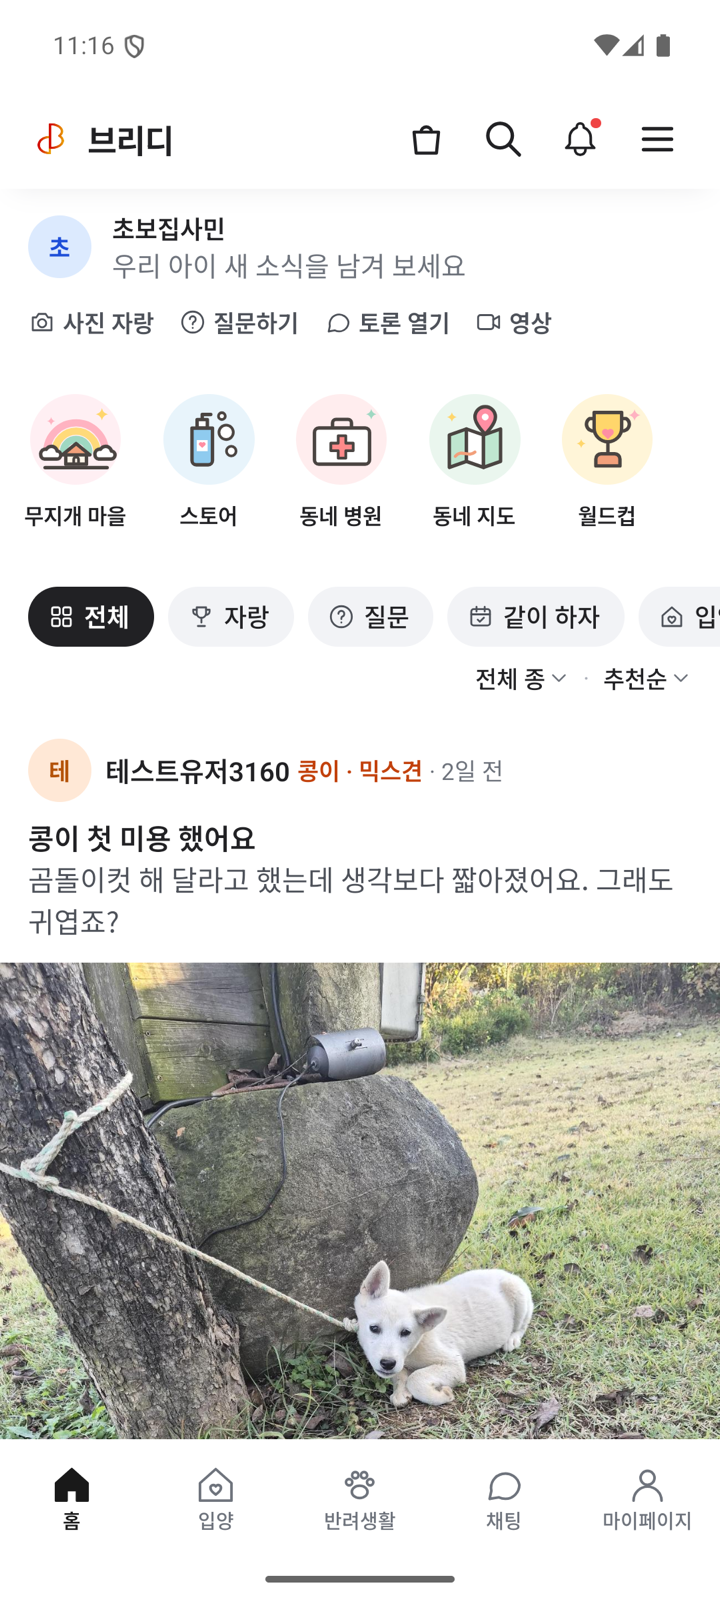 11:16
브리디
초
초보집사민
우리 아이 새 소식을 남겨 보세요
사진 자랑 질문하기 토론 열기 영상
무지개 마을 스토어 동네 병원 동네 지도 월드컵
전체 자랑 질문 같이 하자
전체 종 · 추천순
테
테스트유저3160 콩이 · 믹스견 · 2일 전
콩이 첫 미용 했어요
곰돌이컷 해 달라고 했는데 생각보다 짧아졌어요. 그래도
귀엽죠?
홈 입양 반려생활 채팅 마이페이지